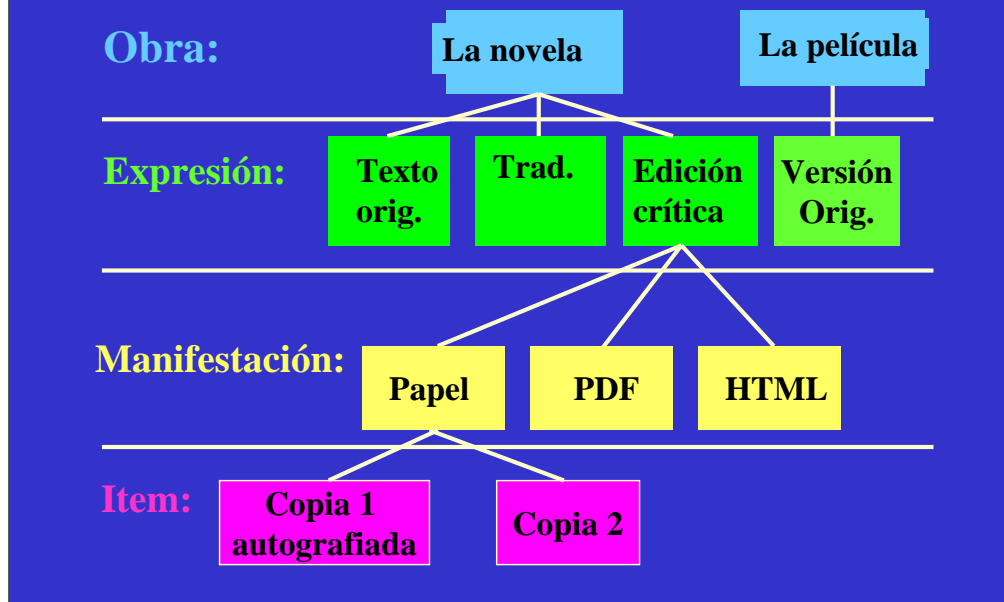 Obra:
La novela
La película
Expresión:
Texto
orig.
Trad.
Edición
crítica
Versión
Orig.
Manifestación:
Papel
PDF
HTML
Item:
Copia 1
autografiada
Copia 2